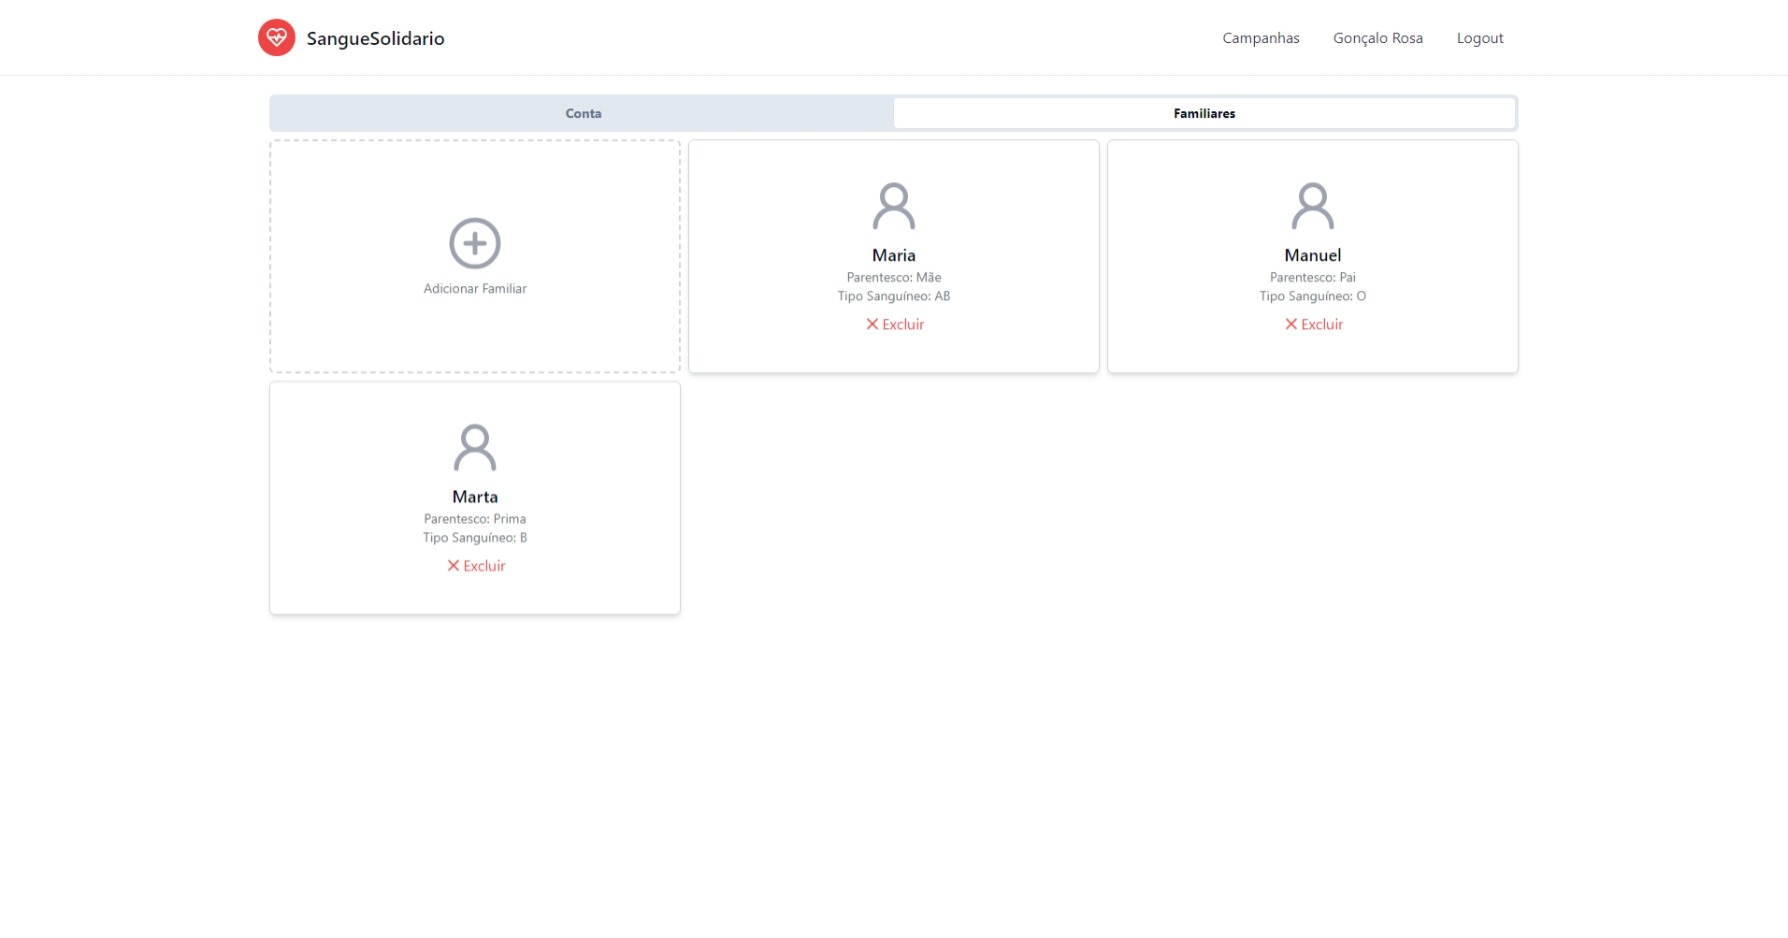 SangueSolidario
Campanhas
Gonçalo Rosa
Logout
Conta
Familiares
Adicionar Familiar
Maria
Parentesco: Mãe
Tipo Sanguíneo: AB
Excluir
Manuel
Parentesco: Pai
Tipo Sanguíneo: O
Excluir
Marta
Parentesco: Prima
Tipo Sanguíneo: B
Excluir